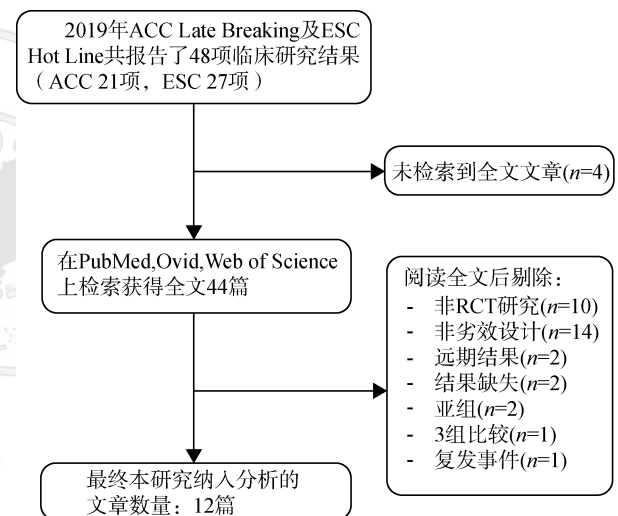 2019年ACC Late Breaking及ESC
Hot Line共报告了48项临床研究结果
（ACC 21项，ESC 27项）
未检索到全文文章(n=4)
在PubMed,Ovid,Web of Science
上检索获得全文44篇
阅读全文后剔除：
- 非RCT研究(n=10)
- 非劣效设计(n=14)
- 远期结果(n=2)
- 结果缺失(n=2)
- 亚组(n=2)
- 3组比较(n=1)
- 复发事件(n=1)
最终本研究纳入分析的
文章数量：12篇